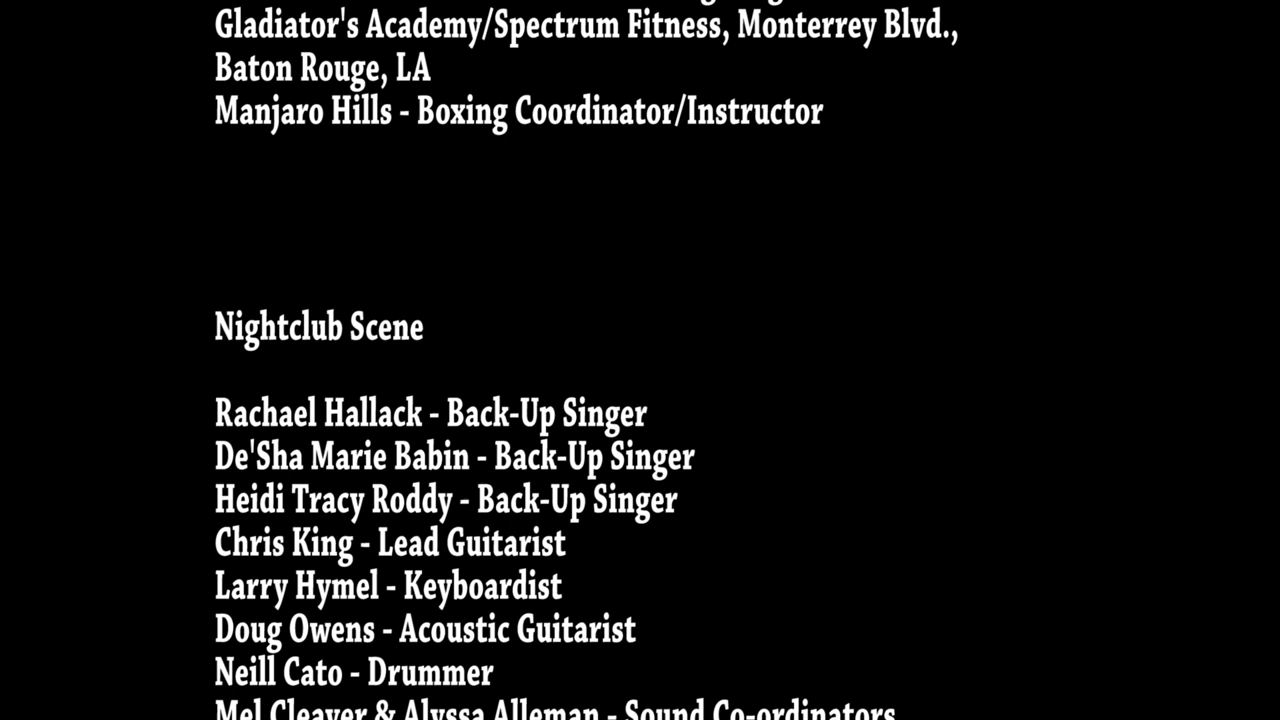 Gladiator's Academy/Spectrum Fitness, Monterrey Blvd.,
Baton Rouge, LA
Manjaro Hills - Boxing Coordinator/Instructor
Nightclub Scene
Rachael Hallack - Back-Up Singer
De'Sha Marie Babin - Back-Up Singer
Heidi Tracy Roddy - Back-Up Singer
Chris King - Lead Guitarist
Larry Hymel - Keyboardist
Doug Owens - Acoustic Guitarist
Neill Cato - Drummer
Mel Cleaver & Alyssa Alleman - Sound Co-ordinators